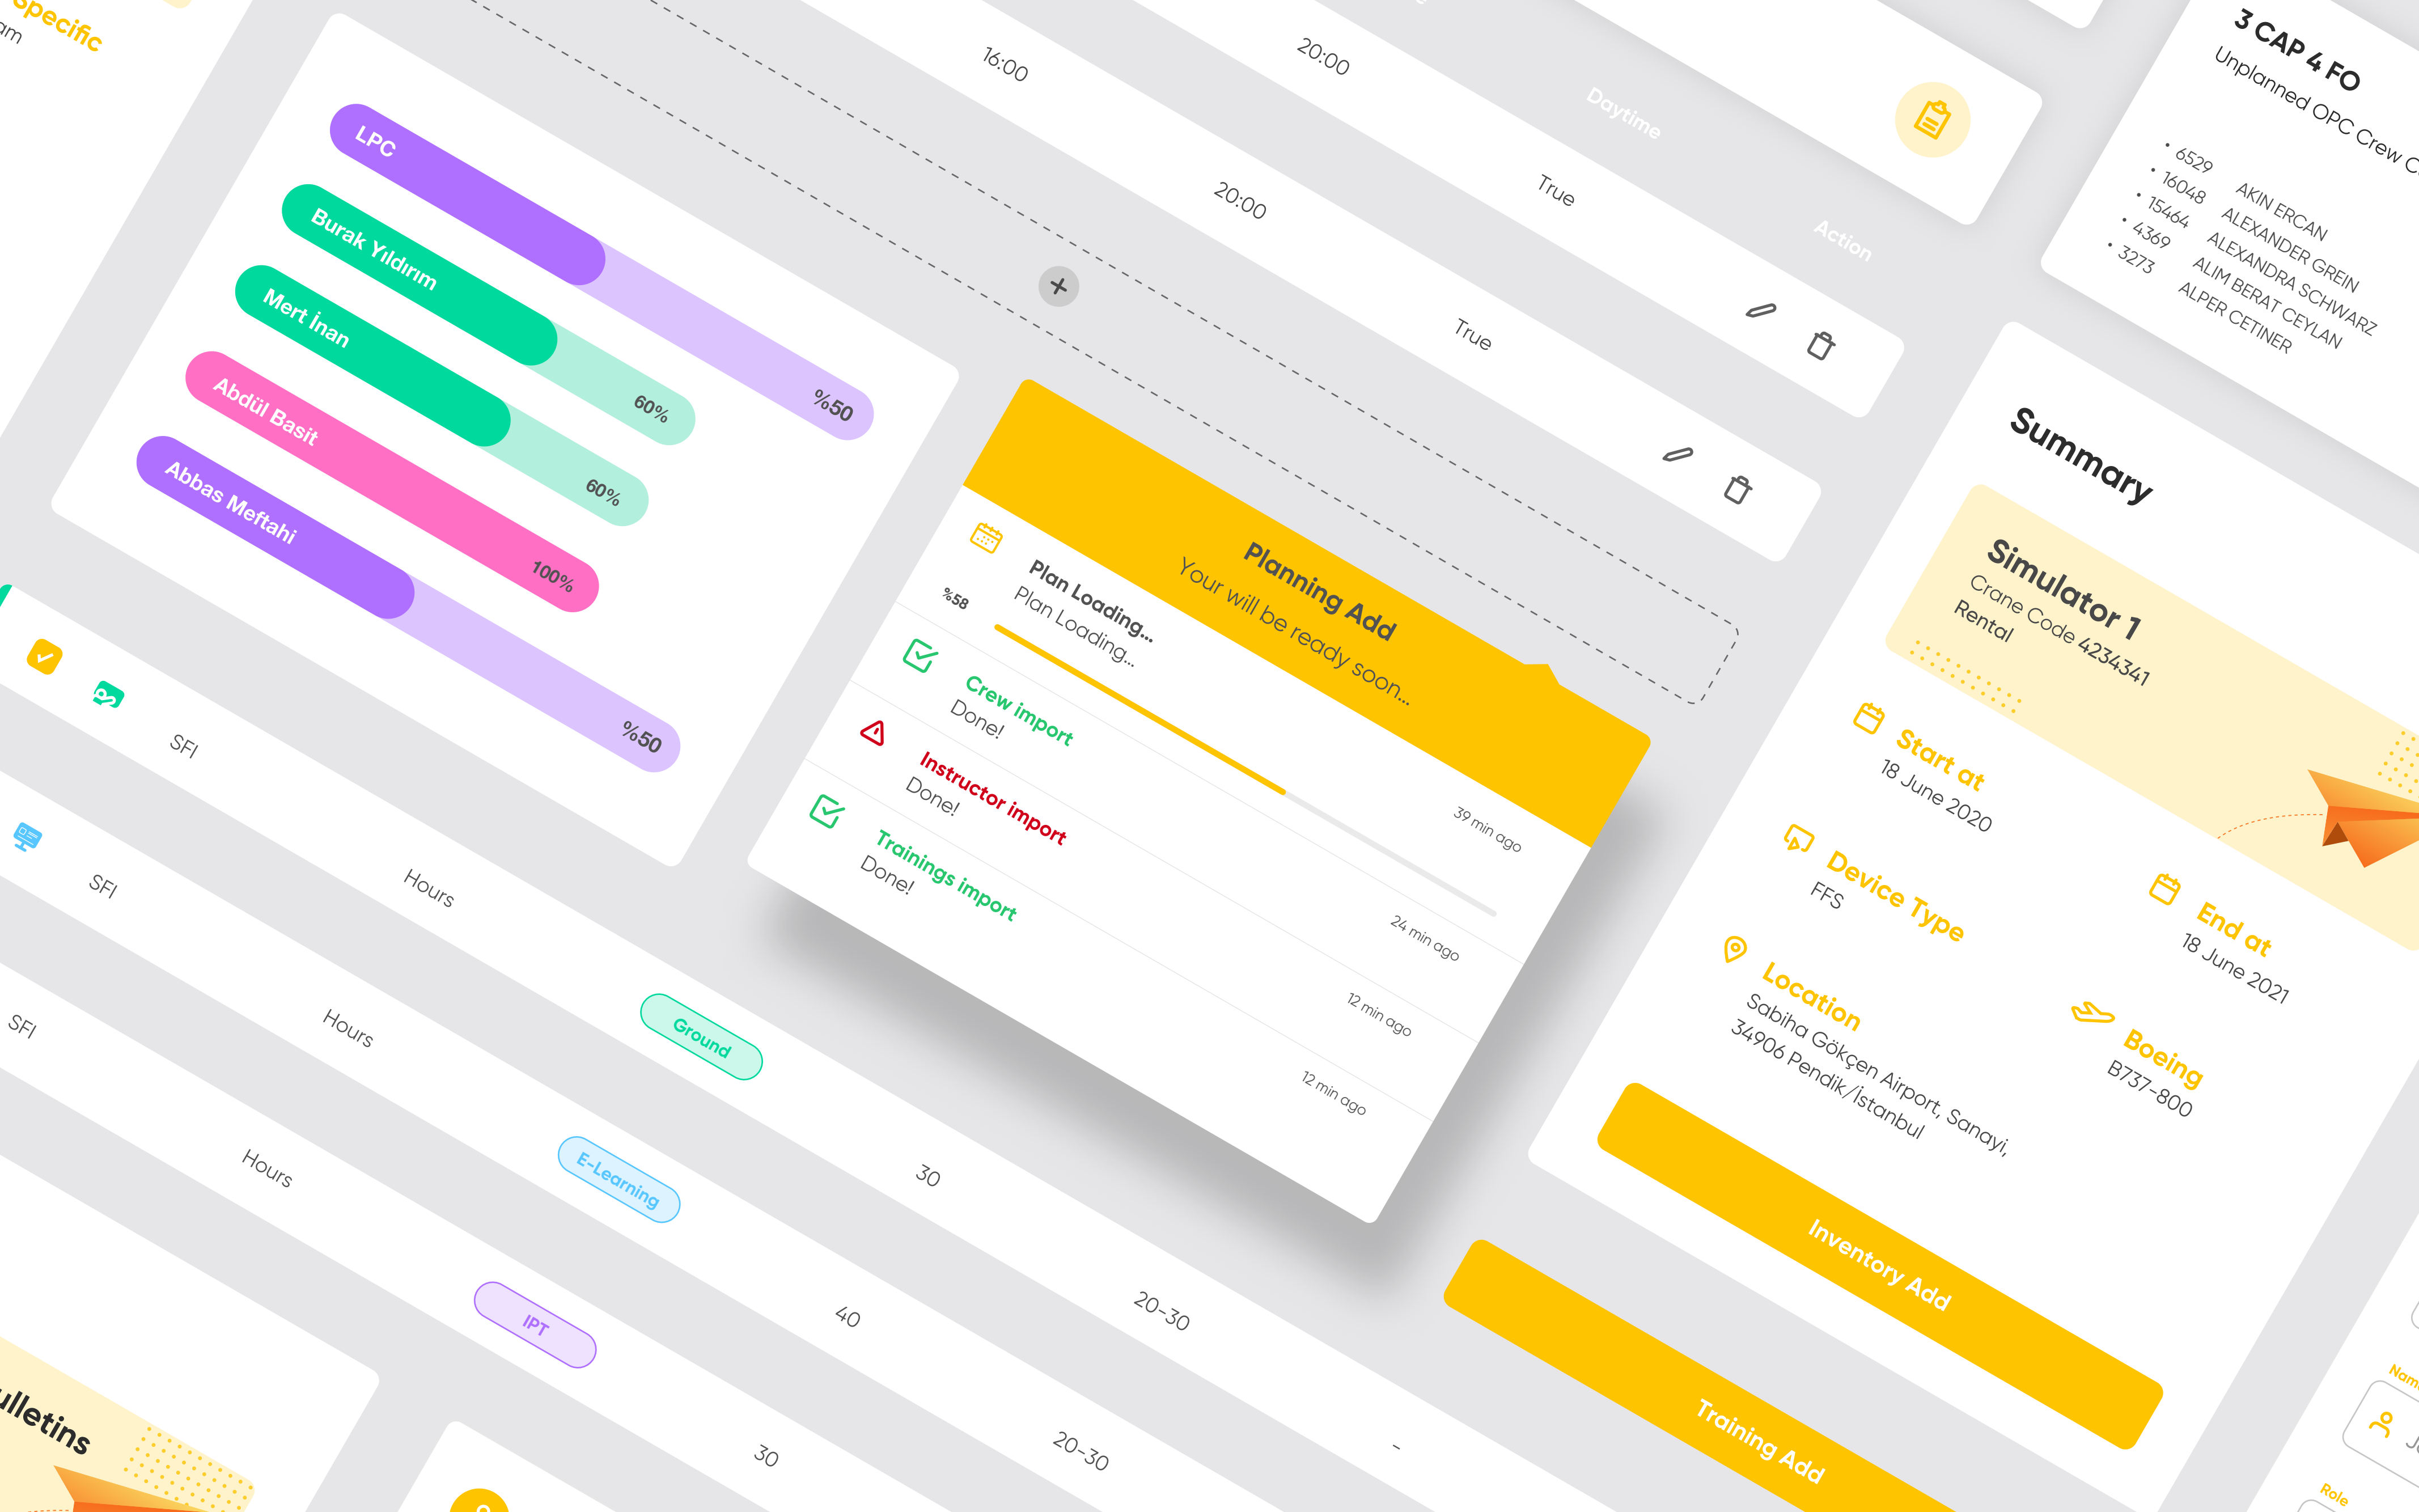 Specific
LPC
%50
Burak Yıldırım
60%
Mert İnan
60%
Abdül Basit
100%
Abbas Meftahi
%50
16:00
20:00
Daytime
True
Action
20:00
True
3 CAP 4 FO
Unplanned OPC Crew
6529 AKIN ERCAN
16048 ALEXANDER GREIN
15464 ALEXANDRA SCHWARZ
4369 ALIM BERAT CEYLAN
3273 ALPER CETINER
Planning Add
Your will be ready soon...
Plan Loading...
Plan Loading...
%58
39 min ago
Crew import
Done!
24 min ago
Instructor import
Done!
12 min ago
Trainings import
Done!
12 min ago
Summary
Simulator 1
Crane Code 4234341
Rental
Start at
18 June 2020
End at
18 June 2021
Device Type
FFS
Boeing
B737-800
Location
Sabiha Gökçen Airport, Sanayi,
34906 Pendik/İstanbul
Inventory Add
Training Add
SFI
Hours
Ground
30
20-30
-
SFI
Hours
E-Learning
40
20-30
SFI
Hours
IPT
30
Role